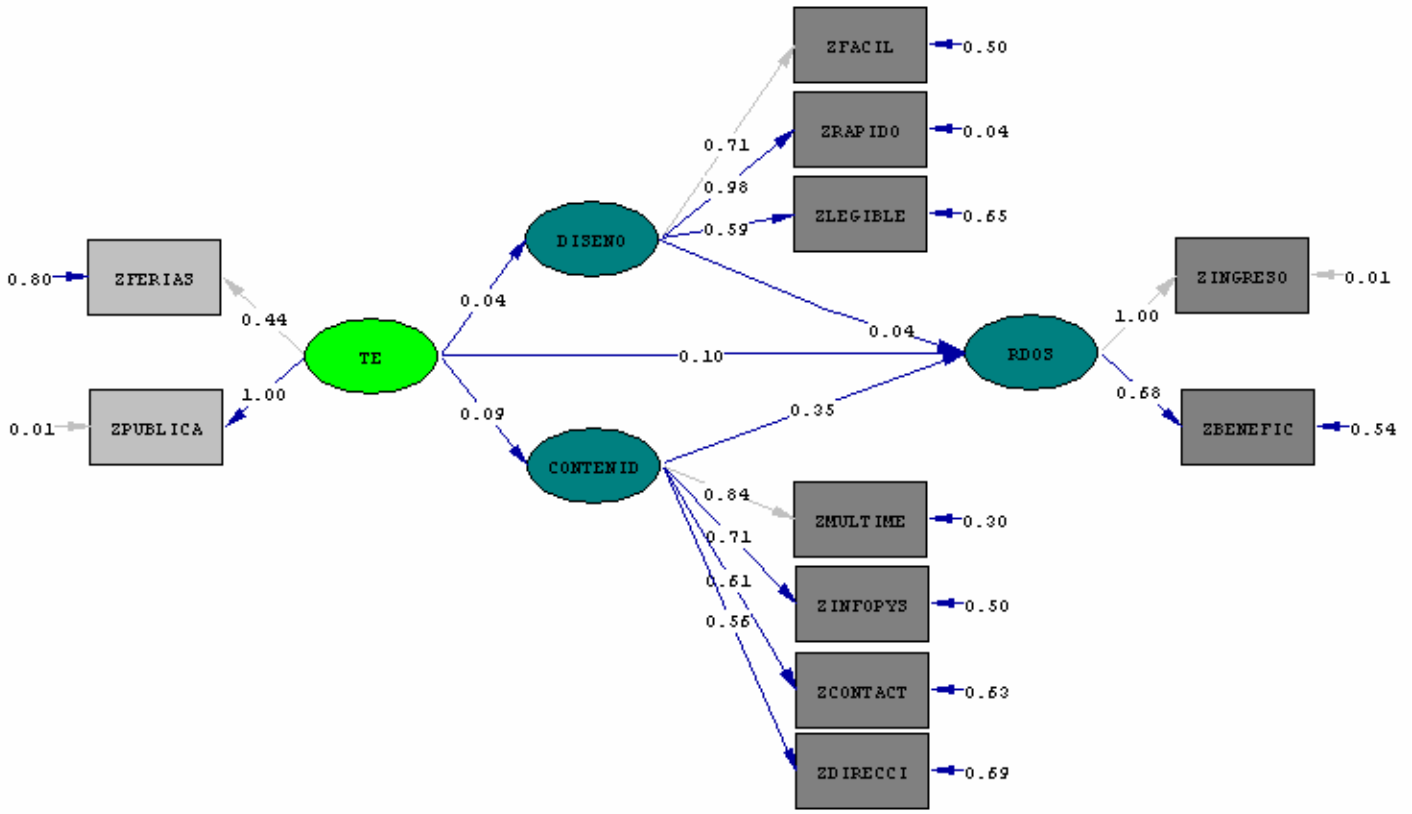 ZFACIL
0.50
0.71
ZRAPIDO
0.04
0.98
ZLEGIBLE
0.65
0.59
DISENO
0.80
ZFERIAS
0.44
0.04
ZINGRESO
0.01
1.00
0.04
TE
0.10
RDOS
0.01
ZPUBLICA
1.00
0.09
0.35
0.68
ZBENEFIC
0.54
CONTENID
0.84
ZMULTIME
0.30
0.71
0.61
ZINFOPYS
0.50
0.56
ZCONTACT
0.63
ZDIRECCI
0.69